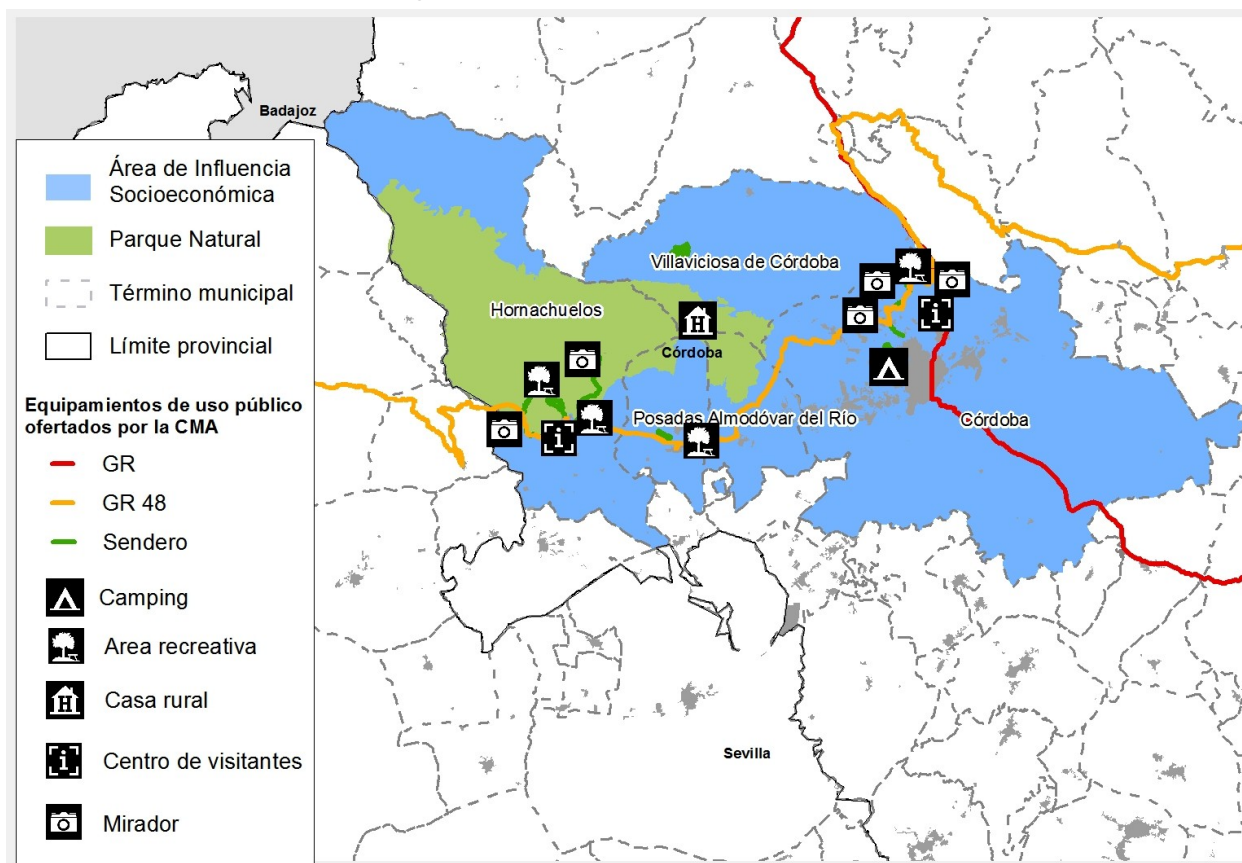 Badajoz
Área de Influencia
Socioeconómica
Parque Natural
Término municipal
Límite provincial
Equipamientos de uso público
ofertados por la CMA
GR
GR 48
Sendero
Camping
Area recreativa
Casa rural
Centro de visitantes
Mirador
Villaviciosa de Córdoba
Hornachuelos
Córdoba
Posadas Almodóvar del Río
Córdoba
Sevilla